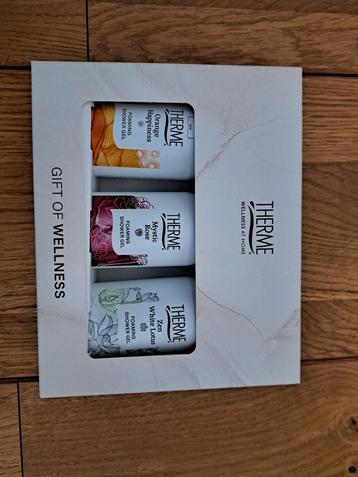 THERME
WELLNESS AT HOME
NEW
THERME
Orange
Happiness
FOAMING
SHOWER GEL
THERME
Mystic
Rose
FOAMING
SHOWER GEL
THERME
Zen
White Lotus
FOAMING
SHOWER GEL
GIFT OF WELLNESS